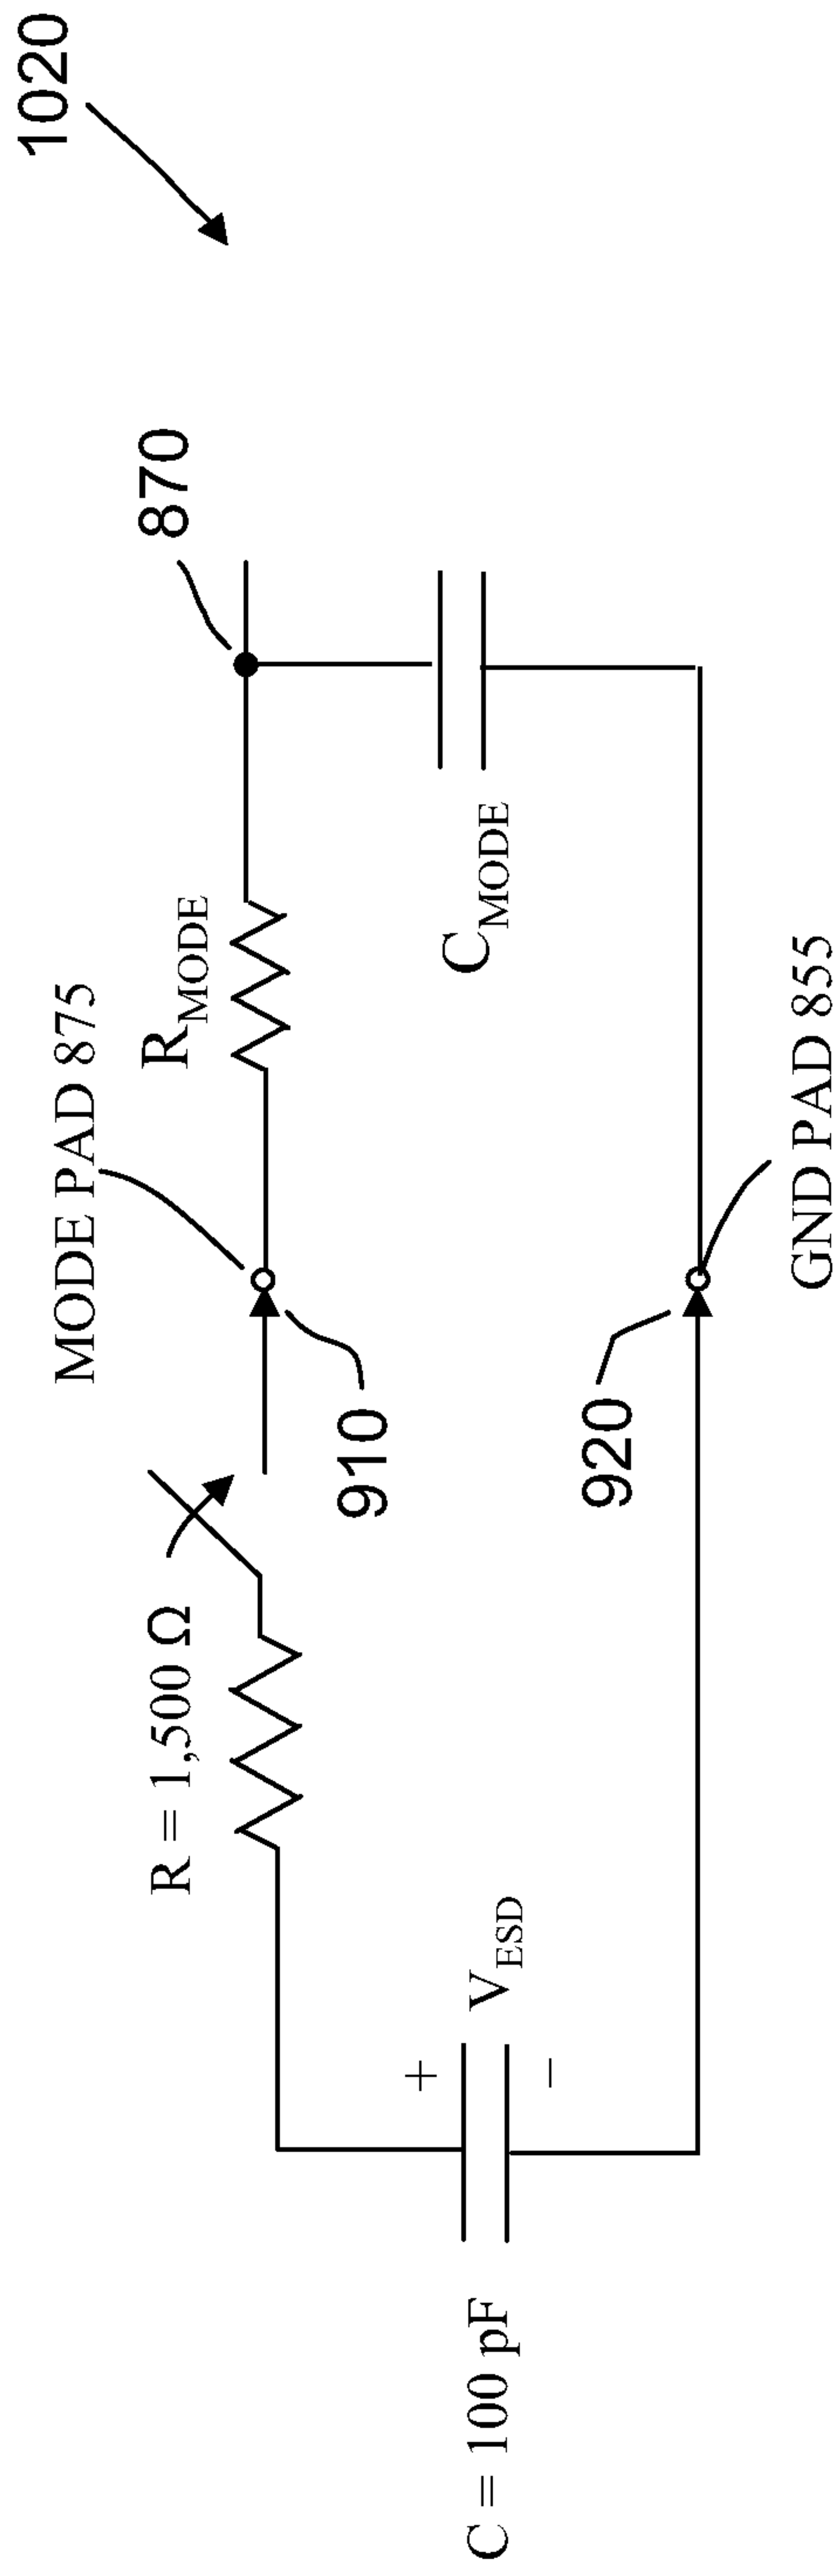 1020
870
MODE PAD 875
R_MODE
C_MODE
910
920
GND PAD 855
R = 1,500 Ω
+
V_ESD
−
C = 100 pF